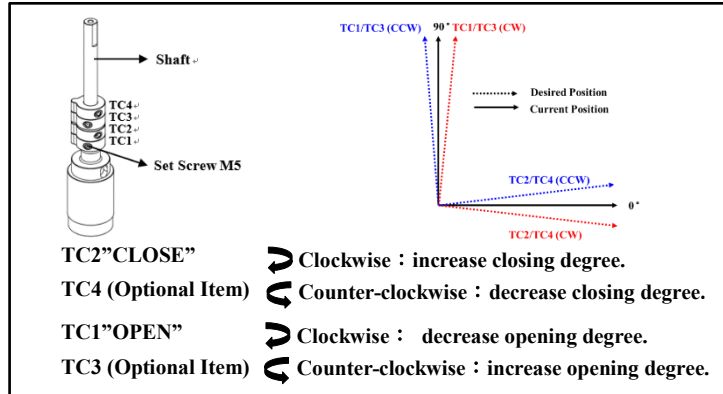 Shaft
TC4
TC3
TC2
TC1
Set Screw M5
TC1/TC3 (CCW)
90°
TC1/TC3 (CW)
Desired Position
Current Position
TC2/TC4 (CCW)
0°
TC2/TC4 (CW)
TC2”CLOSE” Clockwise：increase closing degree.
TC4 (Optional Item) Counter-clockwise：decrease closing degree.
TC1”OPEN” Clockwise： decrease opening degree.
TC3 (Optional Item) Counter-clockwise：increase opening degree.